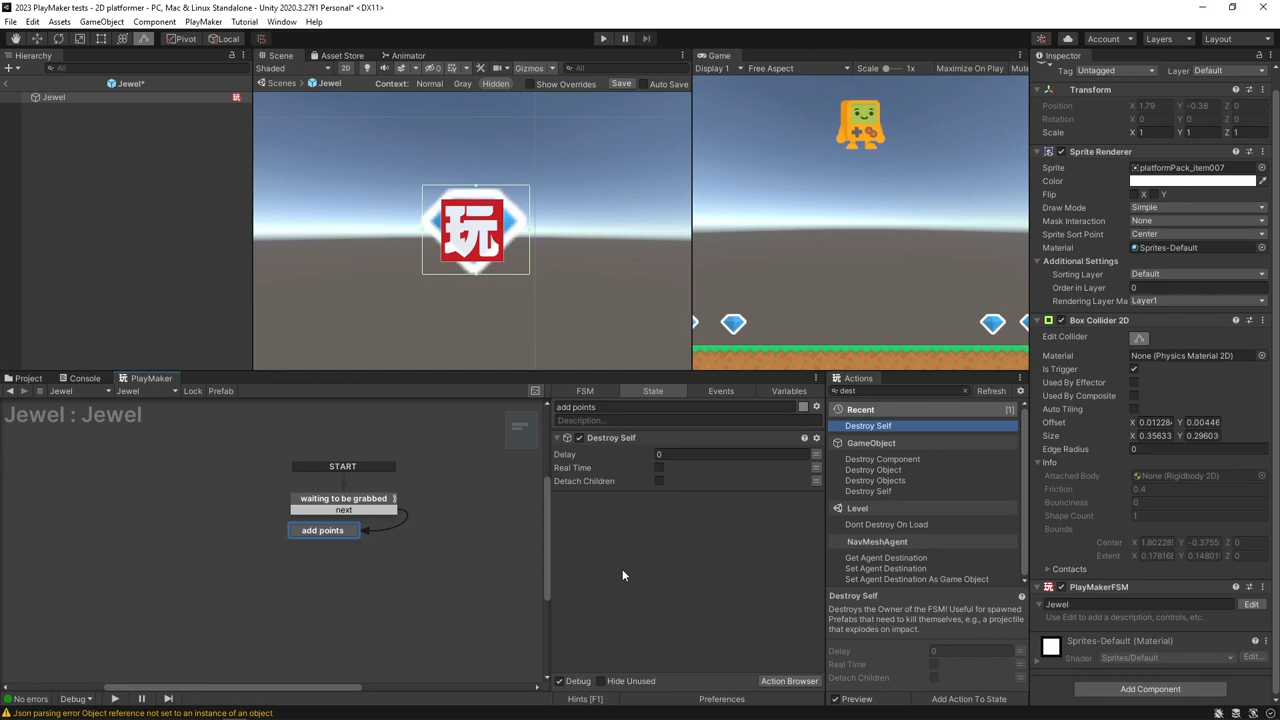 2023 PlayMaker tests - 2D platformer - PC, Mac & Linux Standalone - Unity 2020.3.27f1 Personal* <DX11>
File Edit Assets GameObject Component PlayMaker Tutorial Window Help
Pivot Local Account Layers Layout
Hierarchy
All
Jewel*
Jewel
Scene Asset Store Animator
Shaded 2D Gizmos All
Scenes Jewel Context: Normal Gray Hidden Show Overrides Save Auto Save
玩
Game
Display 1 Free Aspect Scale 1x Maximize On Play Mute
Inspector
Tag Untagged Layer Default
Transform
Position X 1.79 Y -0.38 Z 0
Rotation X 0 Y 0 Z 0
Scale X 1 Y 1 Z 1
Sprite Renderer
Sprite platformPack_item007
Color
Flip X Y
Draw Mode Simple
Mask Interaction None
Sprite Sort Point Center
Material Sprites-Default
Additional Settings
Sorting Layer Default
Order in Layer 0
Rendering Layer Ma Layer1
Box Collider 2D
Edit Collider
Material None (Physics Material 2D)
Is Trigger
Used By Effector
Used By Composite
Auto Tiling
Offset X 0.01228 Y 0.00446
Size X 0.35633 Y 0.29603
Edge Radius 0
Info
Attached Body None (Rigidbody 2D)
Friction 0.4
Bounciness 0
Shape Count 1
Bounds
Center X 1.80228 Y -0.3755 Z 0
Extent X 0.17816 Y 0.14801 Z 0
Contacts
PlayMakerFSM
Jewel Edit
Use Edit to add a description, controls, etc.
Sprites-Default (Material)
Shader Sprites/Default Edit...
Add Component
Project Console PlayMaker
Jewel Jewel Lock Prefab
Jewel : Jewel
START
waiting to be grabbed
next
add points
No errors Debug
FSM State Events Variables
add points
Description...
Destroy Self
Delay 0
Real Time
Detach Children
Debug Hide Unused Action Browser
Hints [F1] Preferences
Actions
dest Refresh
Recent [1]
Destroy Self
GameObject
Destroy Component
Destroy Object
Destroy Objects
Destroy Self
Level
Dont Destroy On Load
NavMeshAgent
Get Agent Destination
Set Agent Destination
Set Agent Destination As Game Object
Destroy Self
Destroys the Owner of the FSM! Useful for spawned
Prefabs that need to kill themselves, e.g., a projectile
that explodes on impact.
Delay 0
Real Time
Detach Children
Preview Add Action To State
Json parsing error Object reference not set to an instance of an object